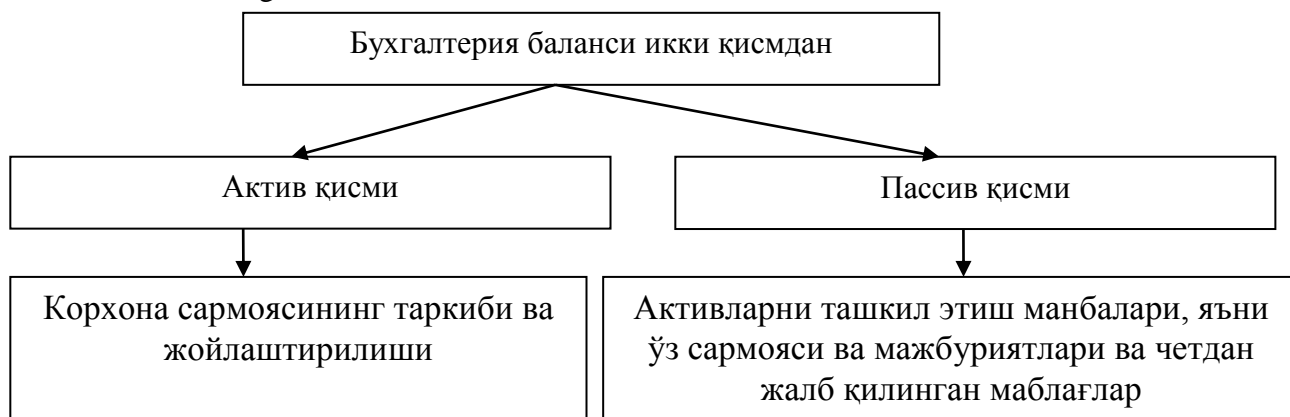 Бухгалтерия баланси икки қисмдан
Актив қисми
Пассив қисми
Корхона сармоясининг таркиби ва
жойлаштирилиши
Активларни ташкил этиш манбалари, яъни
ўз сармояси ва мажбуриятлари ва четдан
жалб қилинган маблағлар